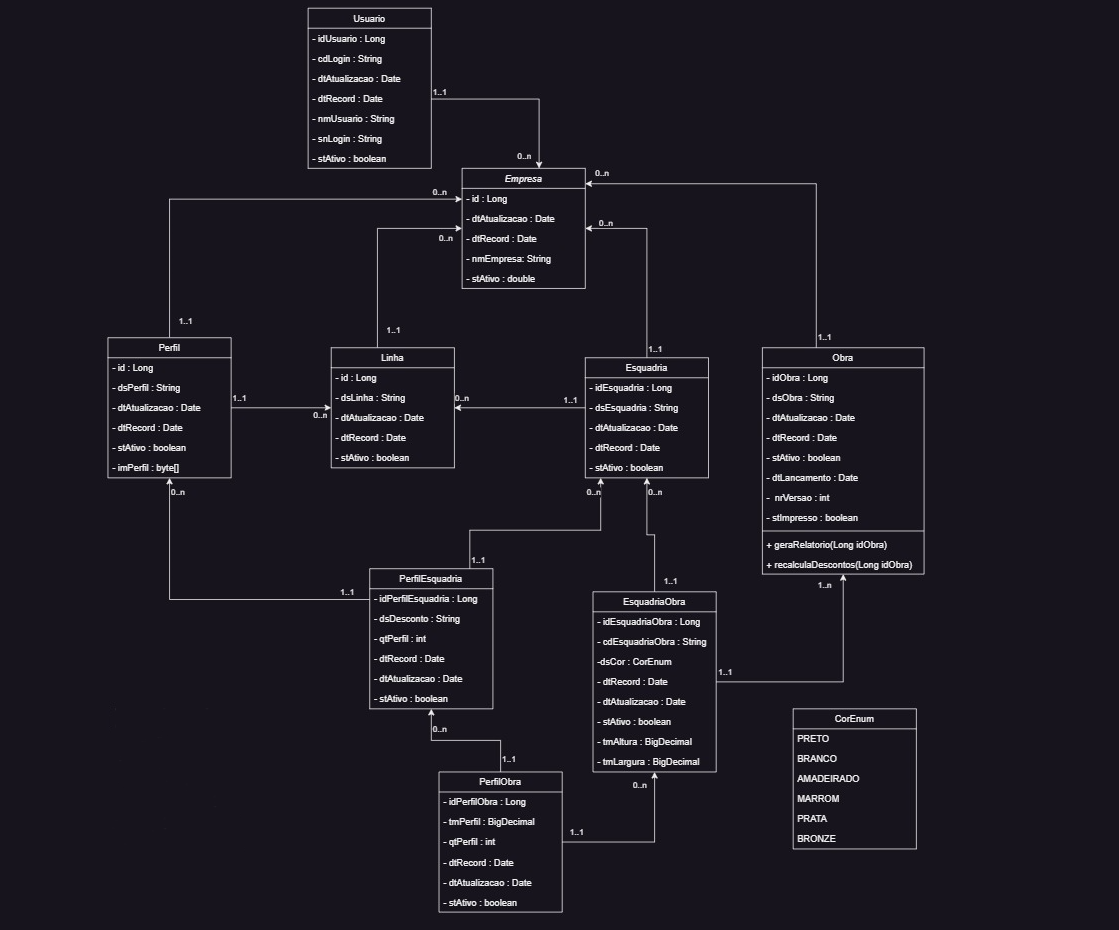 Usuario
- idUsuario : Long
- cdLogin : String
- dtAtualizacao : Date
- dtRecord : Date
- nmUsuario : String
- snLogin : String
- stAtivo : boolean
1..1
0..n
Empresa
- id : Long
- dtAtualizacao : Date
- dtRecord : Date
- nmEmpresa: String
- stAtivo : double
0..n
0..n
0..n
0..n
1..1
1..1
1..1
1..1
Perfil
- id : Long
- dsPerfil : String
- dtAtualizacao : Date
- dtRecord : Date
- stAtivo : boolean
- imPerfil : byte[]
1..1
0..n
Linha
- id : Long
- dsLinha : String
- dtAtualizacao : Date
- dtRecord : Date
- stAtivo : boolean
0..n
1..1
Esquadria
- idEsquadria : Long
- dsEsquadria : String
- dtAtualizacao : Date
- dtRecord : Date
- stAtivo : boolean
Obra
- idObra : Long
- dsObra : String
- dtAtualizacao : Date
- dtRecord : Date
- stAtivo : boolean
- dtLancamento : Date
- nrVersao : int
- stImpresso : boolean
+ geraRelatorio(Long idObra)
+ recalculaDescontos(Long idObra)
0..n
0..n
0..n
1..1
1..1
1..n
1..1
PerfilEsquadria
- idPerfilEsquadria : Long
- dsDesconto : String
- qtPerfil : int
- dtRecord : Date
- dtAtualizacao : Date
- stAtivo : boolean
EsquadriaObra
- idEsquadriaObra : Long
- cdEsquadriaObra : String
-dsCor : CorEnum
- dtRecord : Date
- dtAtualizacao : Date
- stAtivo : boolean
- tmAltura : BigDecimal
- tmLargura : BigDecimal
1..1
0..n
1..1
0..n
PerfilObra
- idPerfilObra : Long
- tmPerfil : BigDecimal
- qtPerfil : int
- dtRecord : Date
- dtAtualizacao : Date
- stAtivo : boolean
1..1
CorEnum
PRETO
BRANCO
AMADEIRADO
MARROM
PRATA
BRONZE